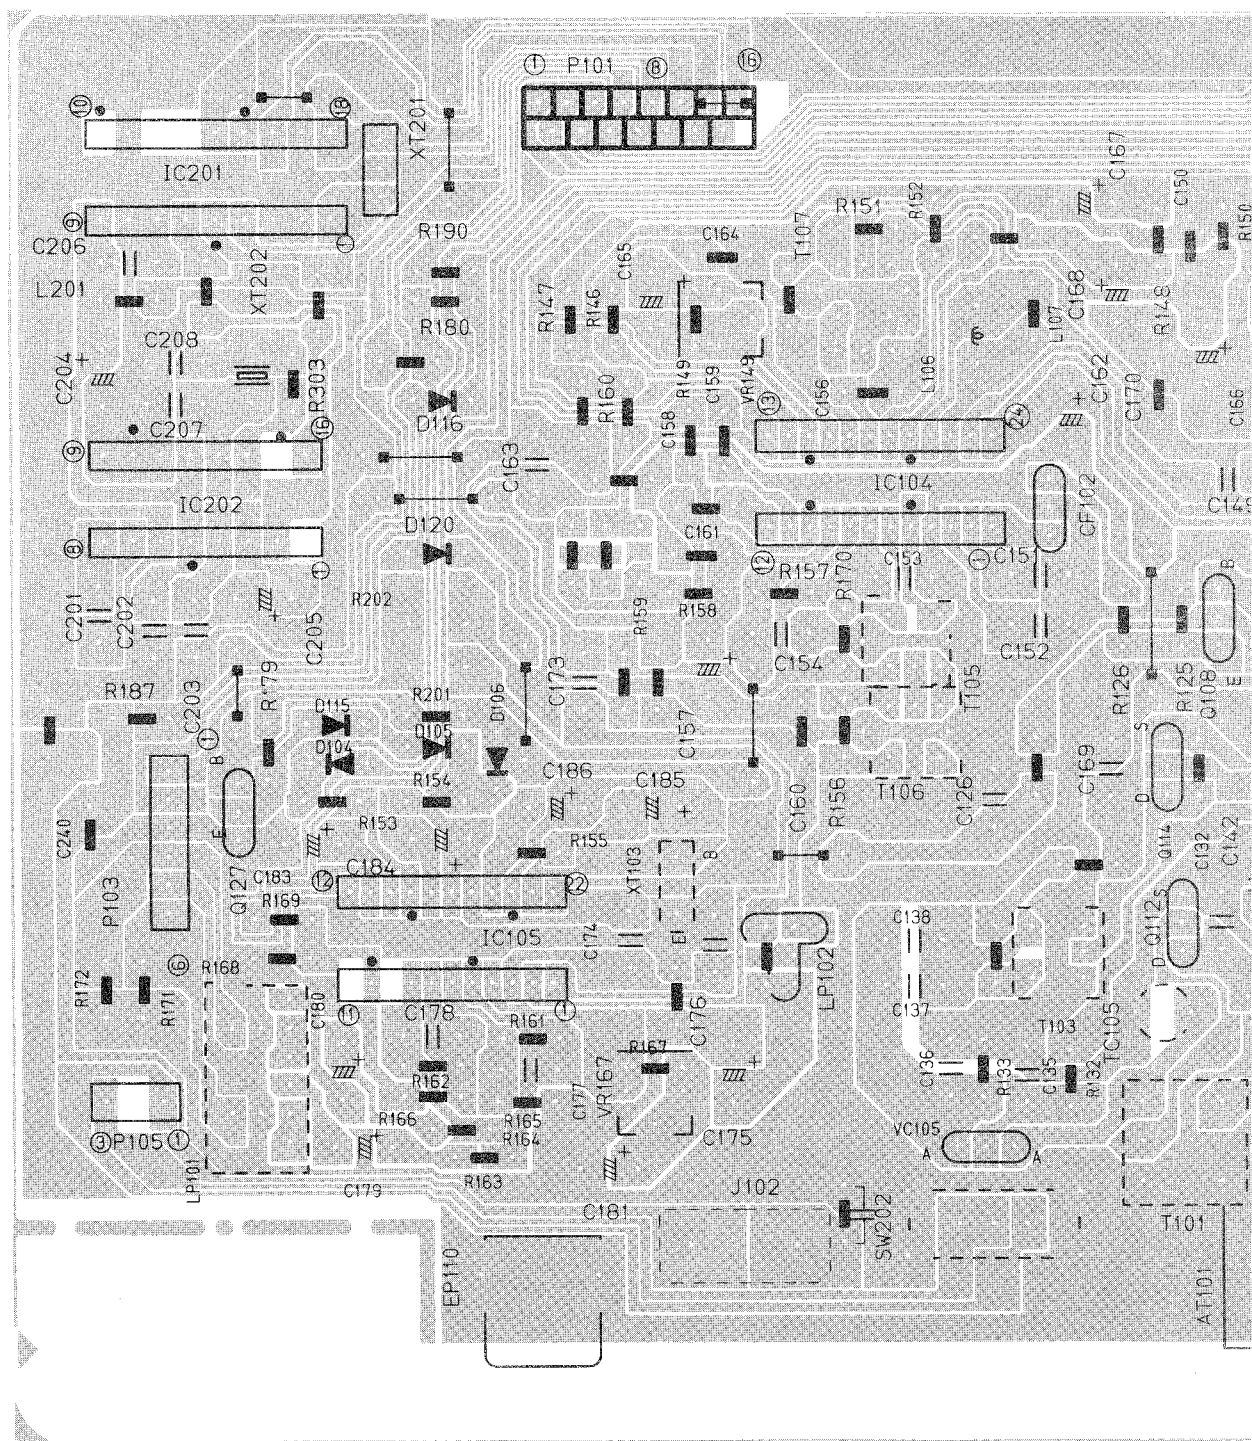 ① P101 ⑧ ⑯
⑩ ⑱ XT201
IC201
⑨
C206 L201 XT202 R190 R180
C167 C150 R150
R152 R151 T107 C164 C165
R147 R146 R149 C159 VR149 C156 L106 L107 C168 R148
C162 C170 C166
C208 C204 R303 C207 D116 R160 C158
⑬ ㉔
⑨ ⑯
IC202 C163 IC104 CF102 C161
D120
⑧ ① ⑫ ①
R157 R170 C153 C151 B
C201 C202 C205 R202 R159 R158 C154 C152
T105 R126 R125 Q108 E
R187 C203 D115 R201 D106 C173
① B D104 D105 C157 S
R154 C186 C185 C160 R156 T106 C126 C169 D
C240 E R153 R155 XT103 B Q114 C132 C142
P103 Q127 C183 ⑫ C184 ㉒
R169 IC105 C174 E C138 Q112 S D
R172 R171 ⑥ R168 C180 ⑪ C178 ① C176 LP102 C137 T103 TC105
R161 R167 C136 R133 C135 R132
R162 R166 R165 R164 C177 VR167
③ P105 ① C175 VC105 A A
LP101 C179 R163 C181 J102 SW202 T101
EP110 AT101